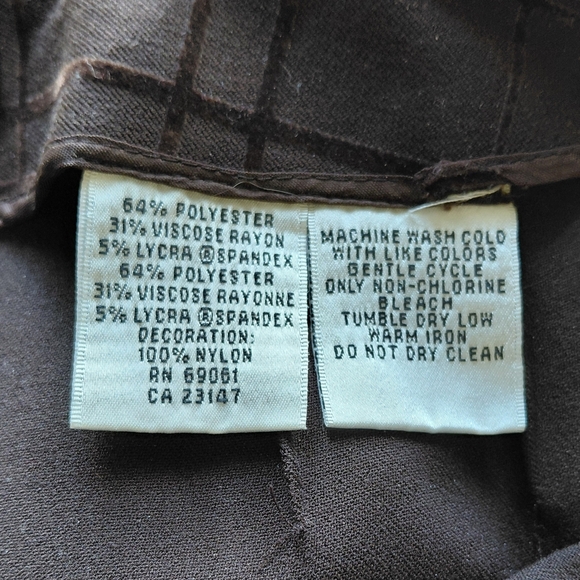 64% POLYESTER
31% VISCOSE RAYON
5% LYCRA ®SPANDEX
64% POLYESTER
31% VISCOSE RAYONNE
5% LYCRA ®SPANDEX
DECORATION:
100% NYLON
RN 69061
CA 23147
MACHINE WASH COLD
WITH LIKE COLORS
GENTLE CYCLE
ONLY NON-CHLORINE
BLEACH
TUMBLE DRY LOW
WARM IRON
DO NOT DRY CLEAN